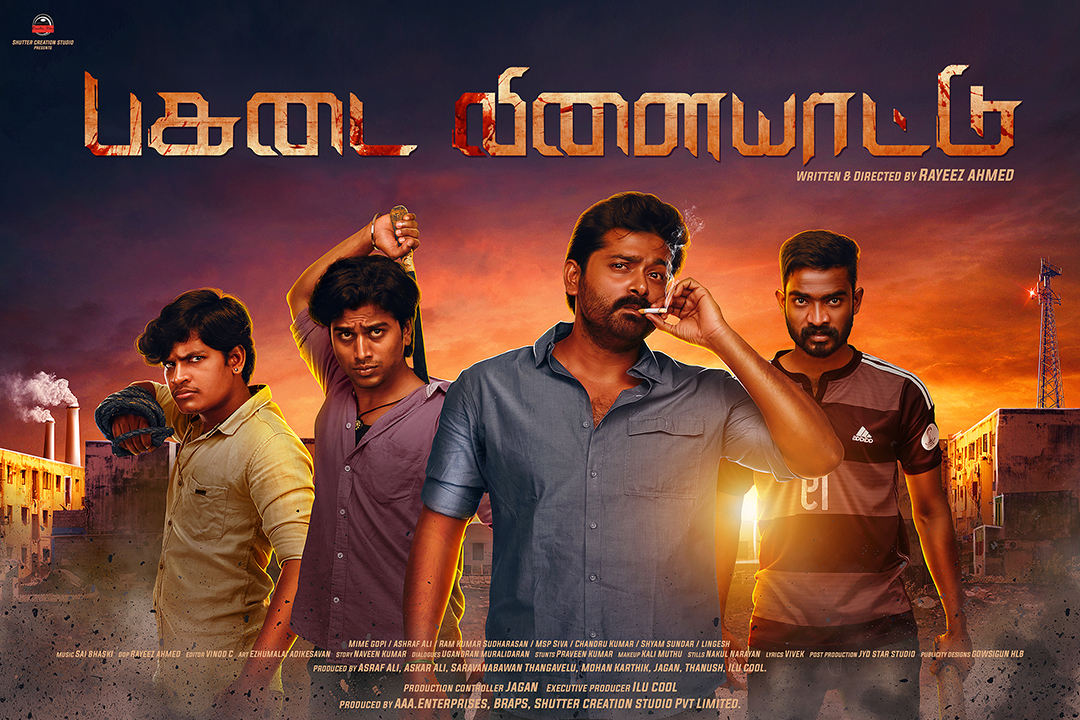 SHUTTER CREATION STUDIO
PRESENTS
பகடை விளையாட்டு
WRITTEN & DIRECTED BY RAYEEZ AHMED
adidas
MIME GOPI / ASHRAF ALI / RAM KUMAR SUDHARASAN / MSP SIVA / CHANDRU KUMAR / SHYAM SUNDAR / LINGESH
MUSIC SAI BHASKI DOP RAYEEZ AHMED EDITOR VINOD C ART EZHUMALAI ADIKESAVAN STORY NAVEEN KUMAR DIALOGUES UGANDRAN MURALIDARAN STUNTS PRAVEEN KUMAR MAKEUP KALI MUTHU STILLS NAKUL NARAYAN LYRICS VIVEK POST PRODUCTION JYD STAR STUDIO PUBLICITY DESIGNS GOWSIGUN HLB
PRODUCED BY ASRAF ALI, ASKAR ALI, SARAVANABAWAN THANGAVELU, MOHAN KARTHIK, JAGAN, THANUSH, ILU COOL.
PRODUCTION CONTROLLER JAGAN EXECUTIVE PRODUCER ILU COOL
PRODUCED BY AAA.ENTERPRISES, BRAPS, SHUTTER CREATION STUDIO PVT LIMITED.